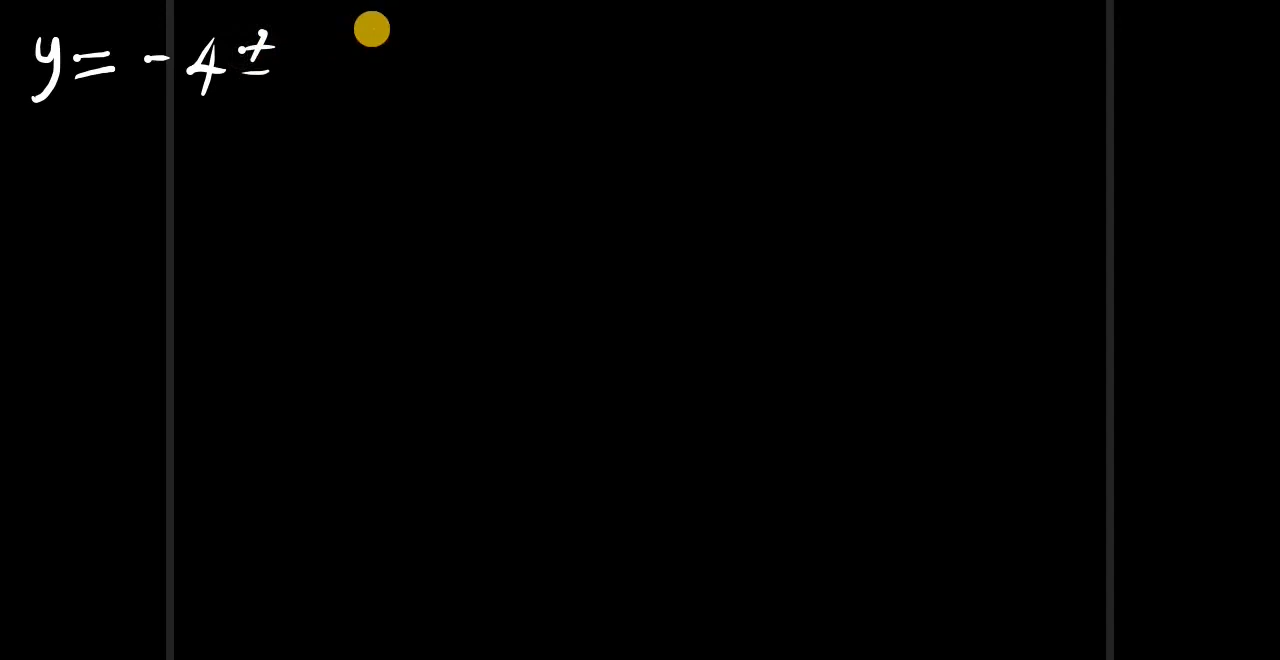 y = - 4 ±